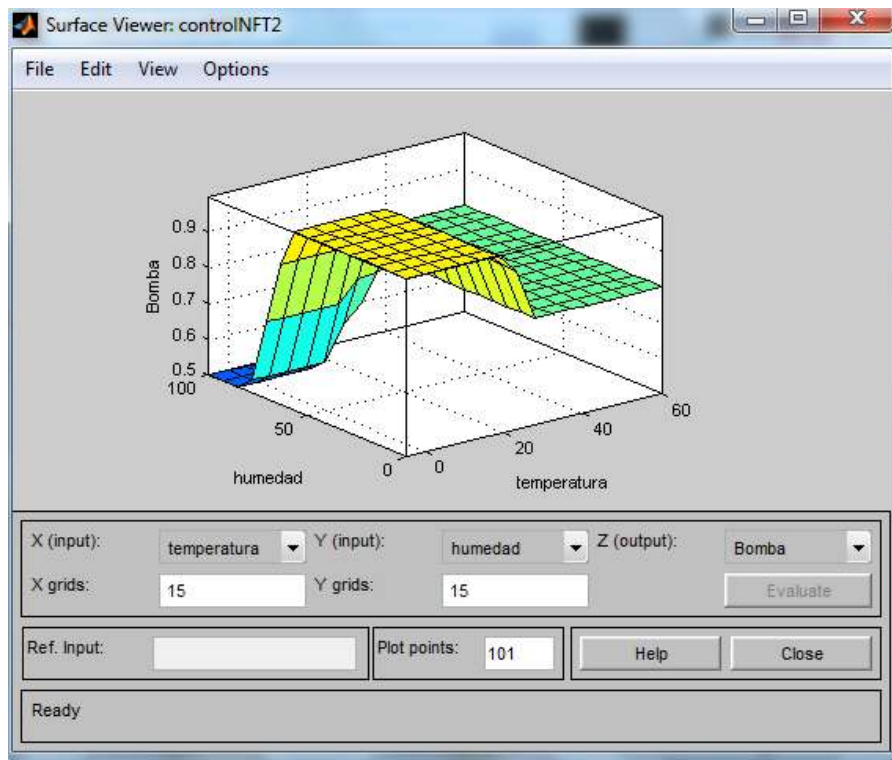 Surface Viewer: controlNFT2
File Edit View Options
0.9
0.8
0.7
0.6
0.5
Bomba
100
50
0
humedad
0
20
40
60
temperatura
X (input): temperatura Y (input): humedad Z (output): Bomba
X grids: 15 Y grids: 15 Evaluate
Ref. Input: Plot points: 101 Help Close
Ready